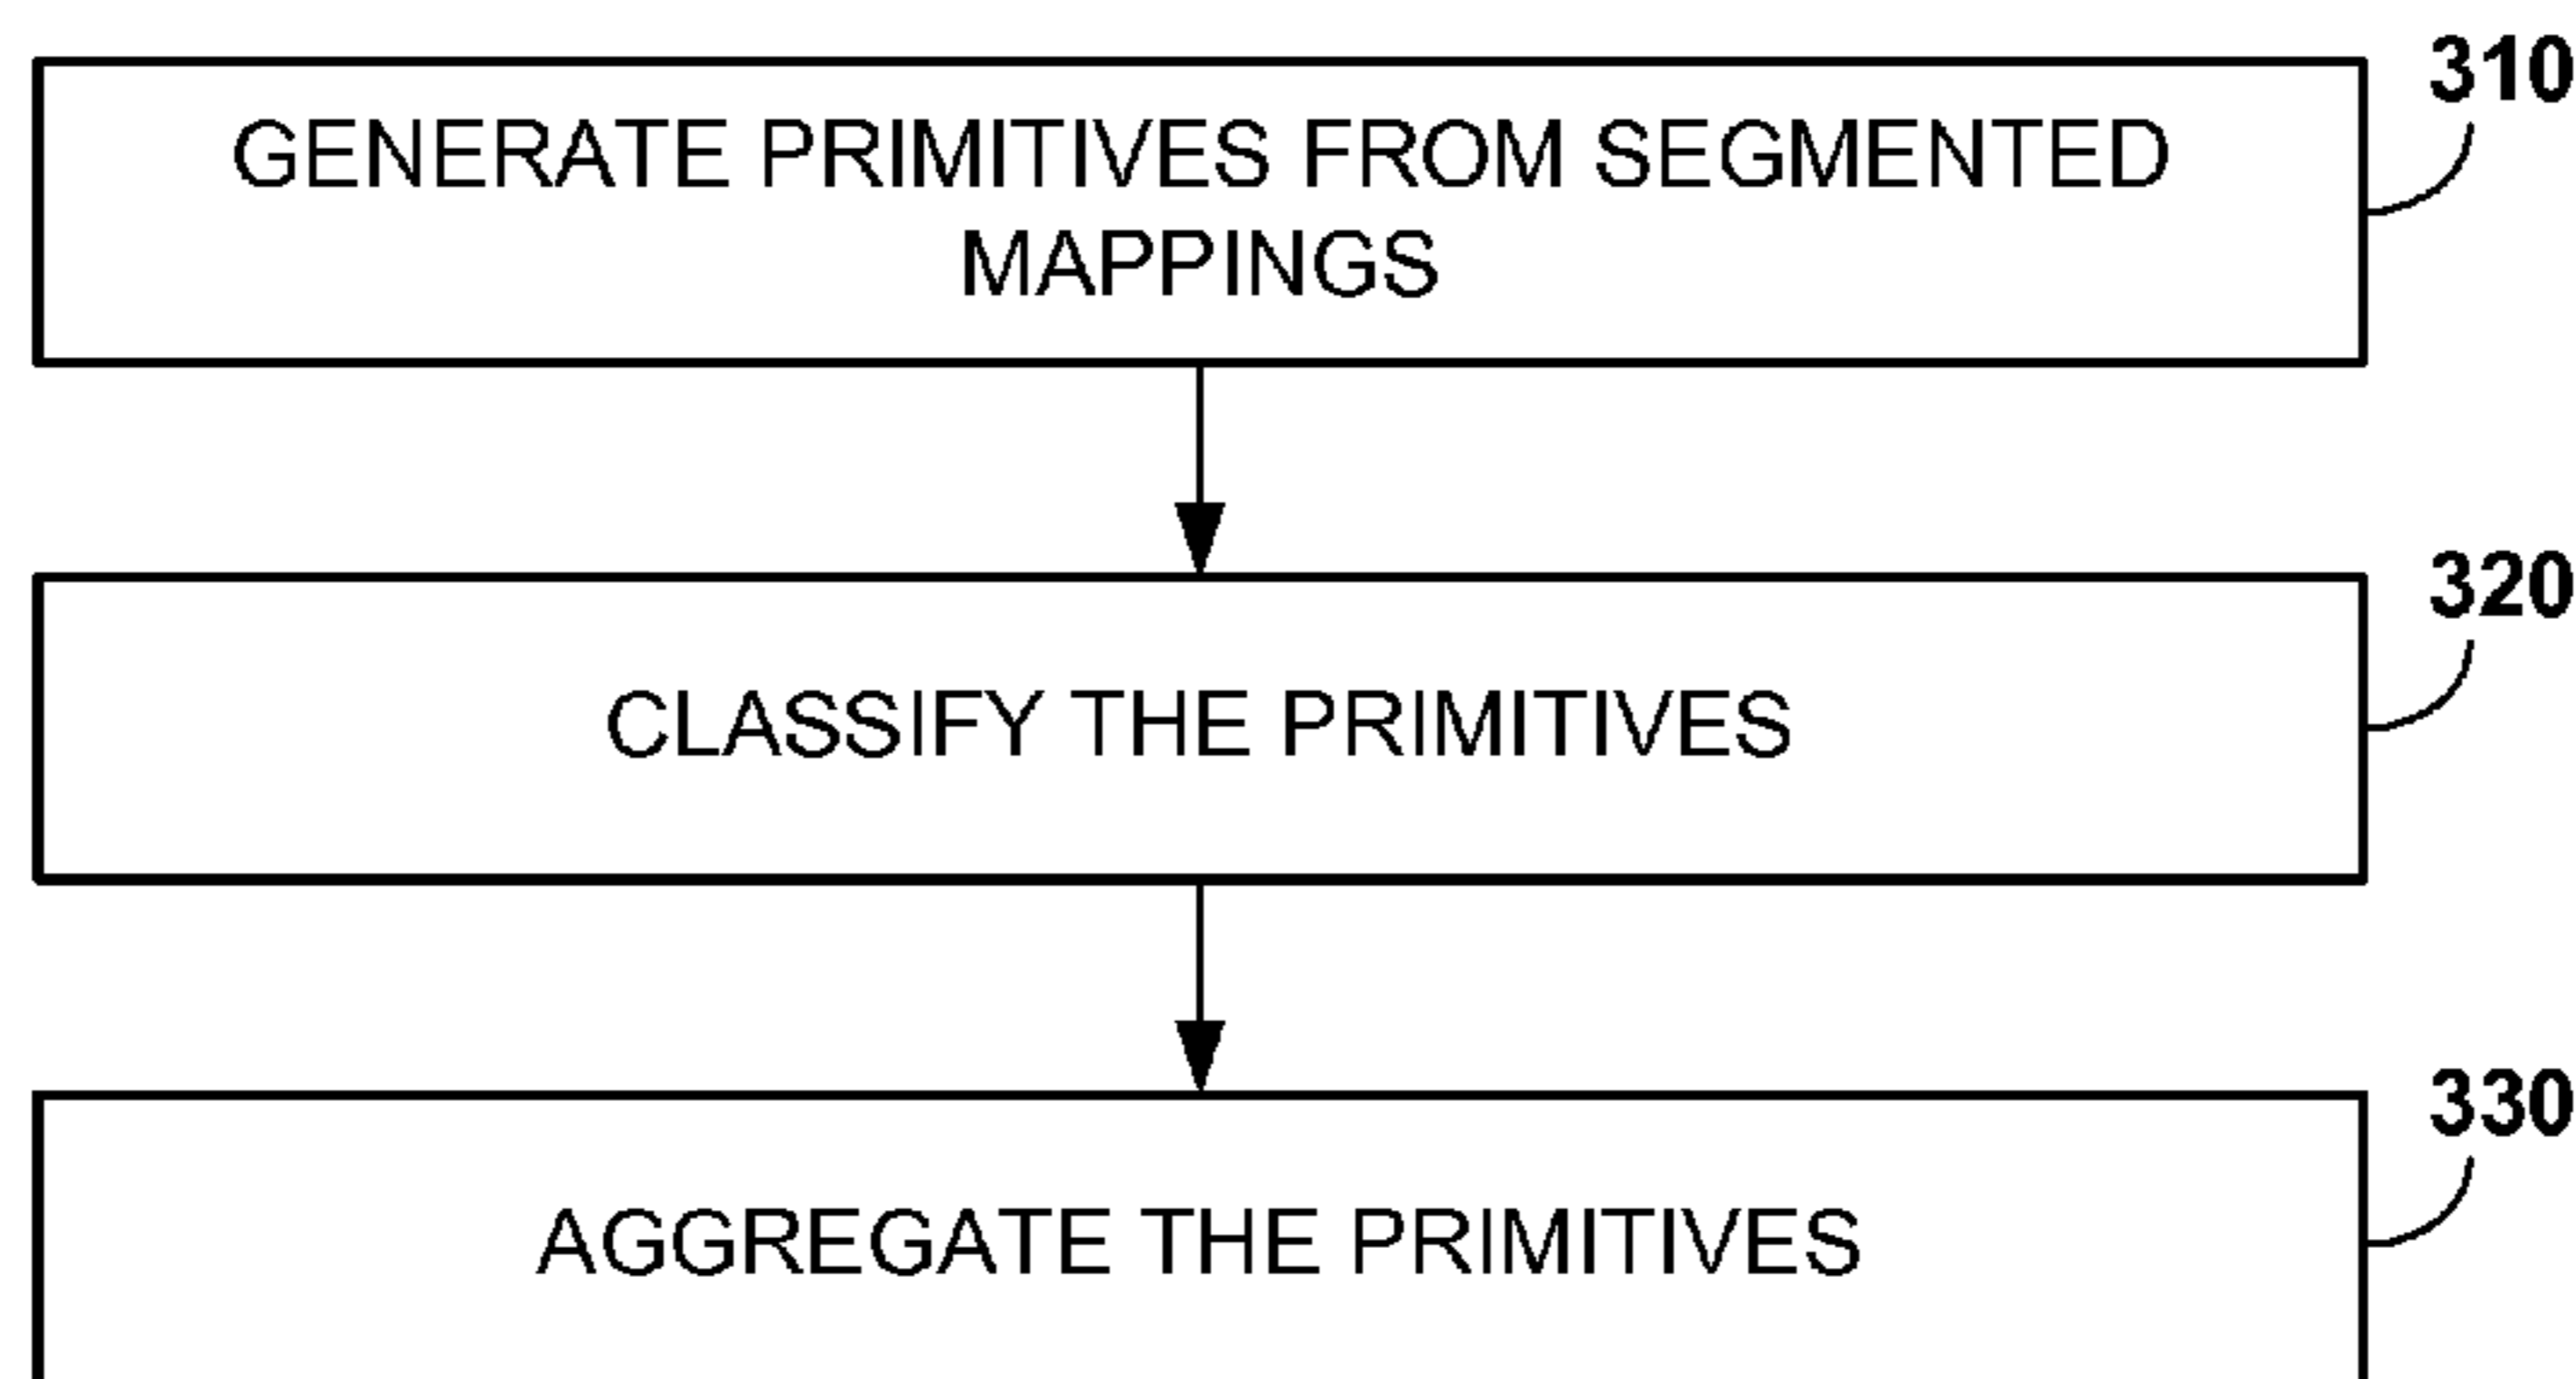 310
GENERATE PRIMITIVES FROM SEGMENTED
MAPPINGS
320
CLASSIFY THE PRIMITIVES
330
AGGREGATE THE PRIMITIVES